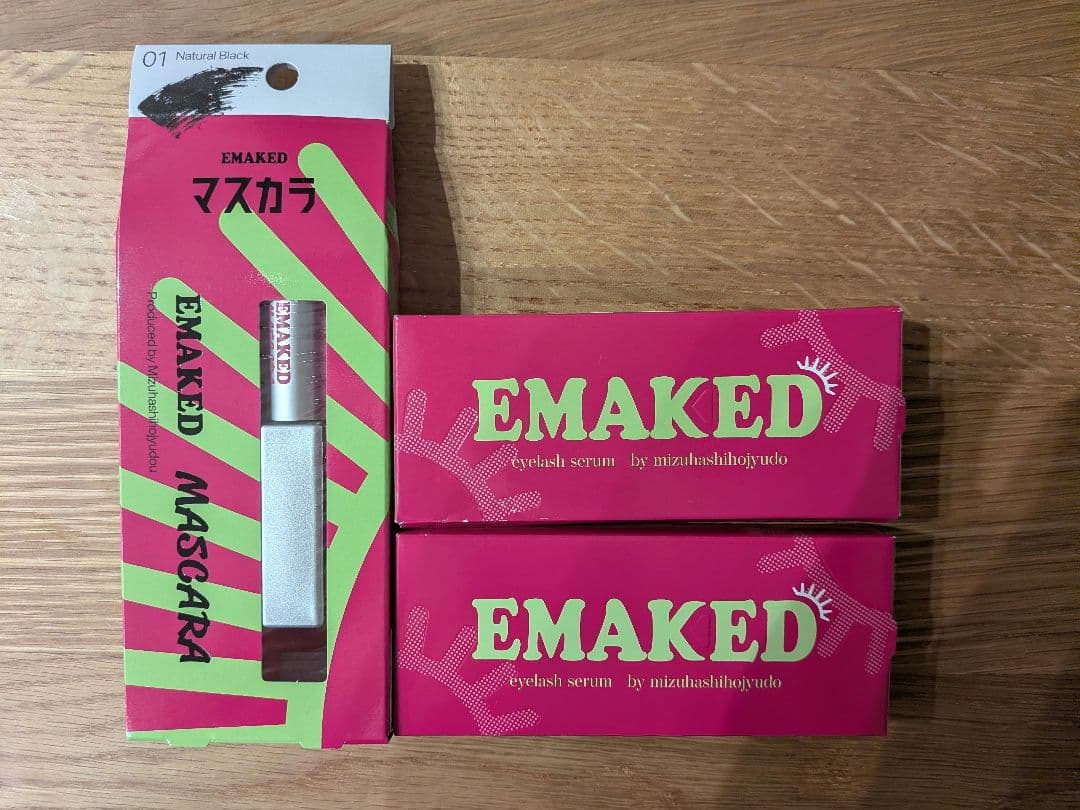 01 Natural Black
EMAKED
マスカラ
EMAKED MASCARA
Produced by Mizuhashihojyudou
EMAKED
EMAKED
eyelash serum by mizuhashihojyudo
EMAKED
eyelash serum by mizuhashihojyudo